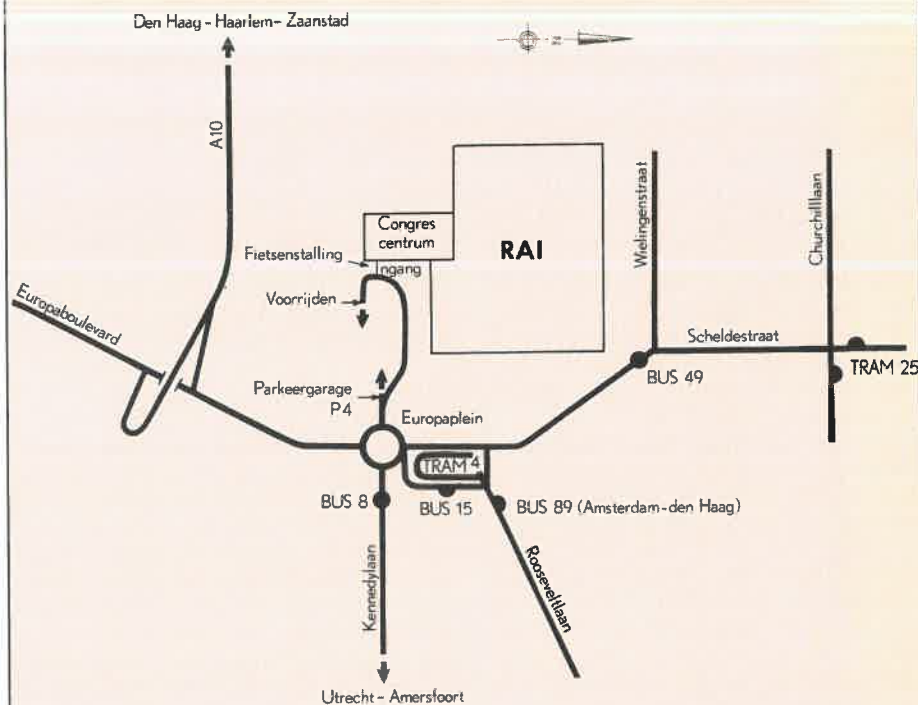 Den Haag - Haarlem - Zaanstad
A10
Congres
centrum
RAI
Wielingenstraat
Churchilllaan
Fietsenstalling
ngang
Voorrijden
Europaboulevard
Scheldestraat
TRAM 25
BUS 49
Parkeergarage
P4
Europaplein
TRAM 4
BUS 8
BUS 15
BUS 89 (Amsterdam-den Haag)
Kennedylaan
Rooseveltlaan
Utrecht - Amersfoort